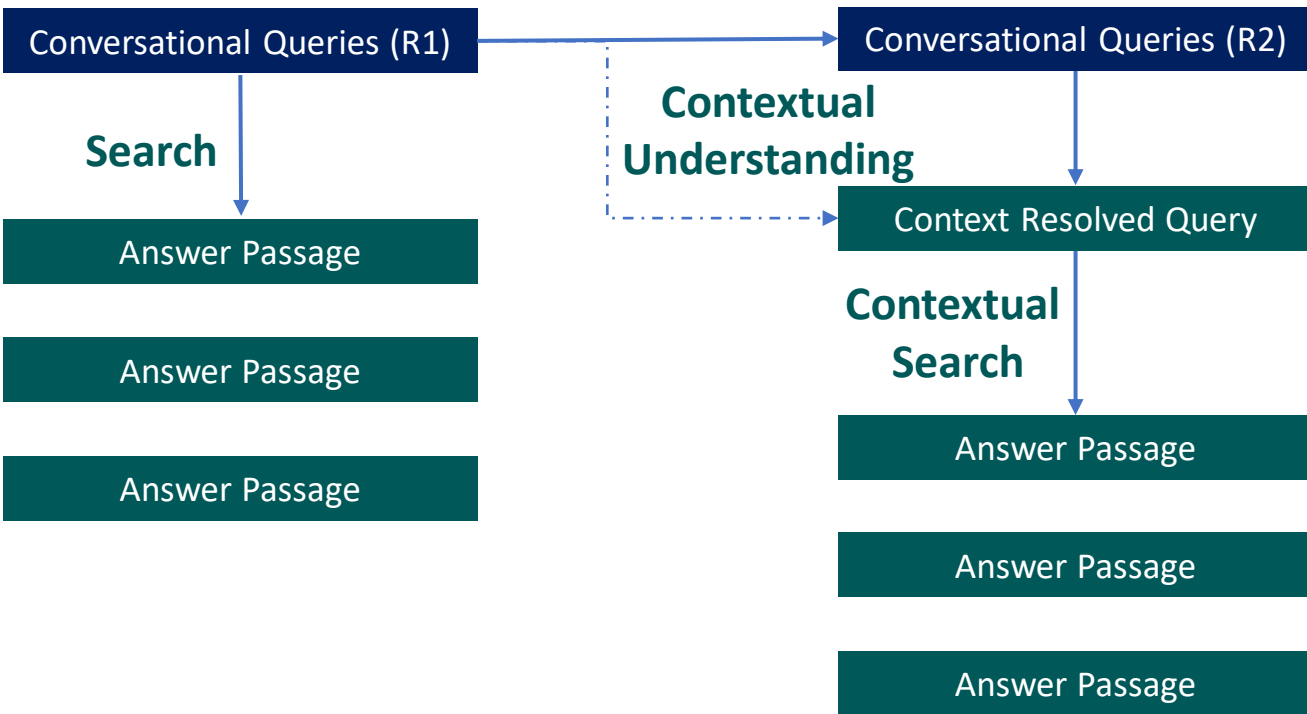 Conversational Queries (R1)
Conversational Queries (R2)
Search
Contextual
Understanding
Answer Passage
Answer Passage
Answer Passage
Context Resolved Query
Contextual
Search
Answer Passage
Answer Passage
Answer Passage